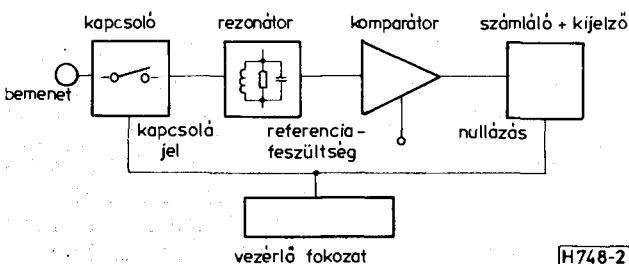 kapcsoló
rezonátor
komparátor
számláló + kijelző
bemenet
kapcsoló
jel
referencia-
feszültség
nullázás
vezérlő fokozat
H748-2